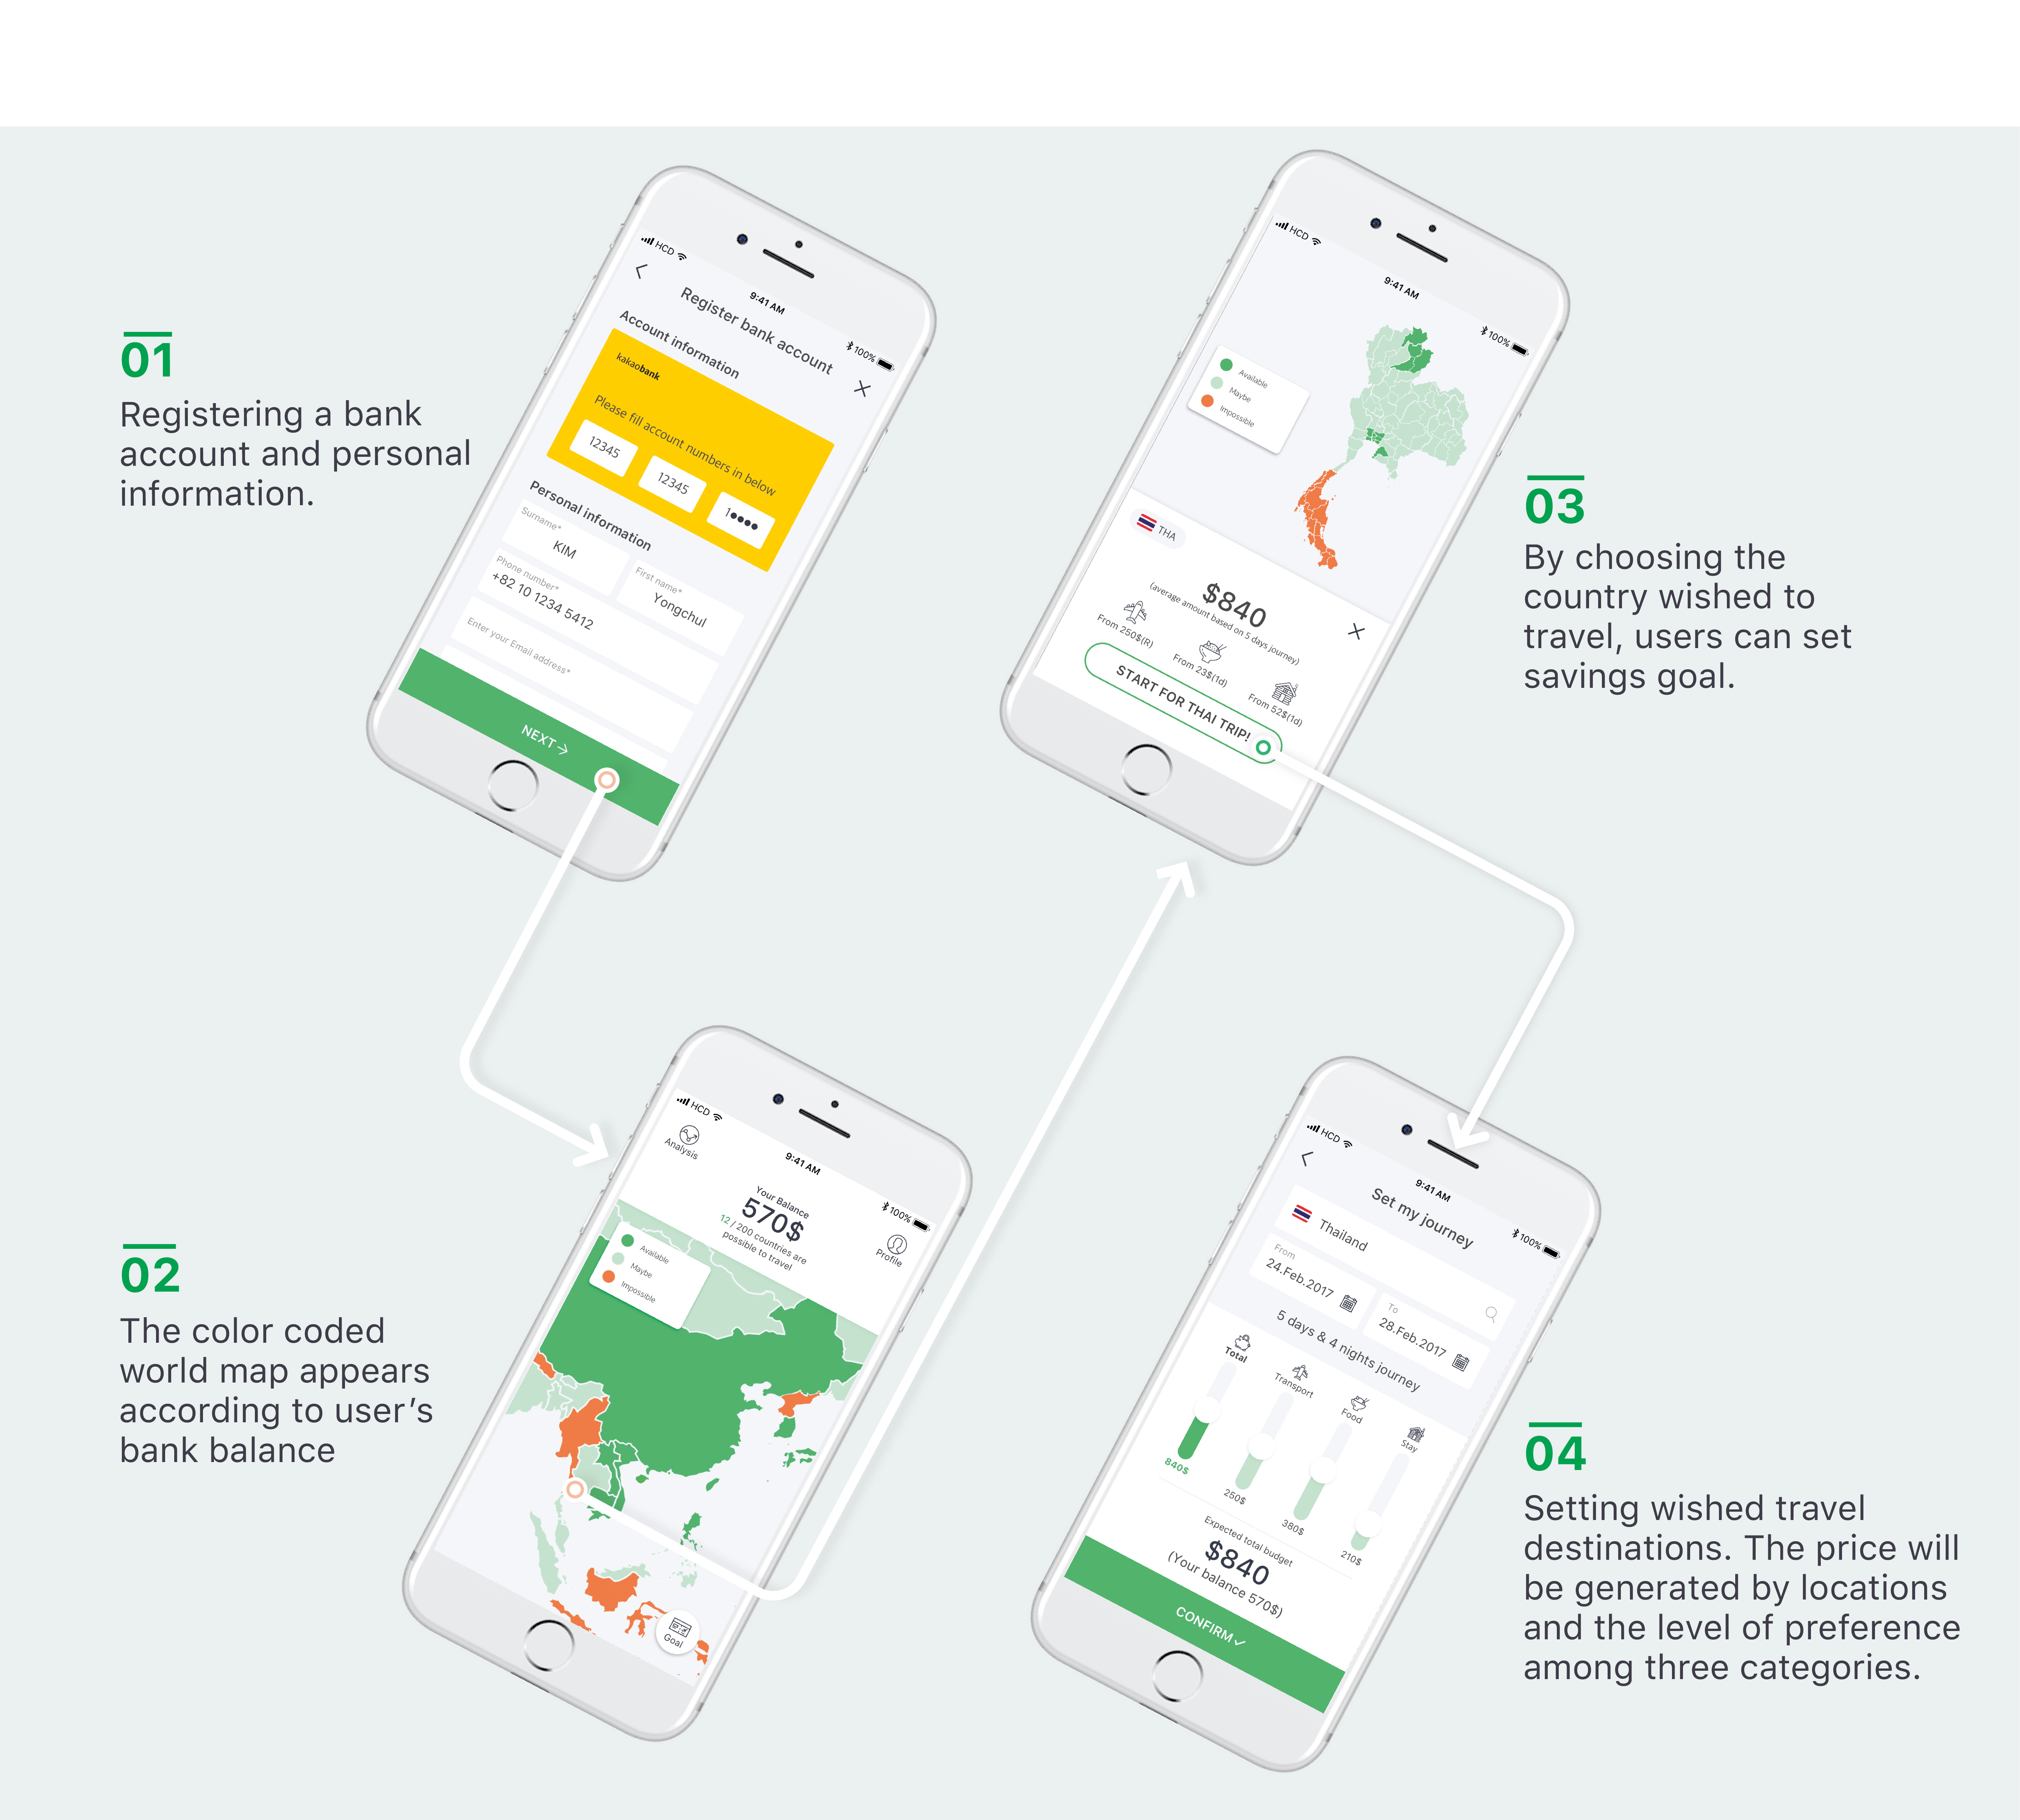 01
Registering a bank
account and personal
information.
HCD
9:41 AM
100%
Register bank account
Account information
kakaobank
Please fill account numbers in below
12345
12345
1●●●●
Personal information
Surname*
KIM
First name*
Yongchul
Phone number*
+82 10 1234 5412
Enter your Email address*
NEXT →
02
The color coded
world map appears
according to user's
bank balance
HCD
9:41 AM
100%
Analysis
Your Balance
570$
12 / 200 countries are
possible to travel
Profile
Available
Maybe
Impossible
Goal
03
By choosing the
country wished to
travel, users can set
savings goal.
HCD
9:41 AM
100%
Available
Maybe
Impossible
THA
$840
(average amount based on 5 days journey)
From 250$(R)
From 23$(1d)
From 52$(1d)
START FOR THAI TRIP!
04
Setting wished travel
destinations. The price will
be generated by locations
and the level of preference
among three categories.
HCD
9:41 AM
100%
Set my journey
Thailand
From
24.Feb.2017
To
28.Feb.2017
5 days & 4 nights journey
Total
Transport
Food
Stay
840$
250$
380$
210$
Expected total budget
$840
(Your balance 570$)
CONFIRM ✓